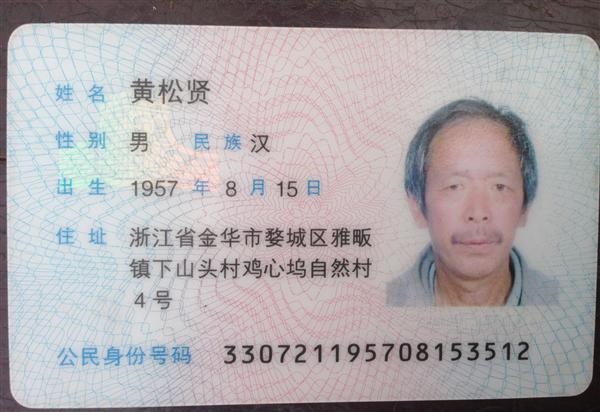 姓名 黄松贤
性别 男 民族 汉
出生 1957 年 8 月 15 日
住址 浙江省金华市婺城区雅畈
镇下山头村鸡心坞自然村
4号
公民身份号码 330721195708153512